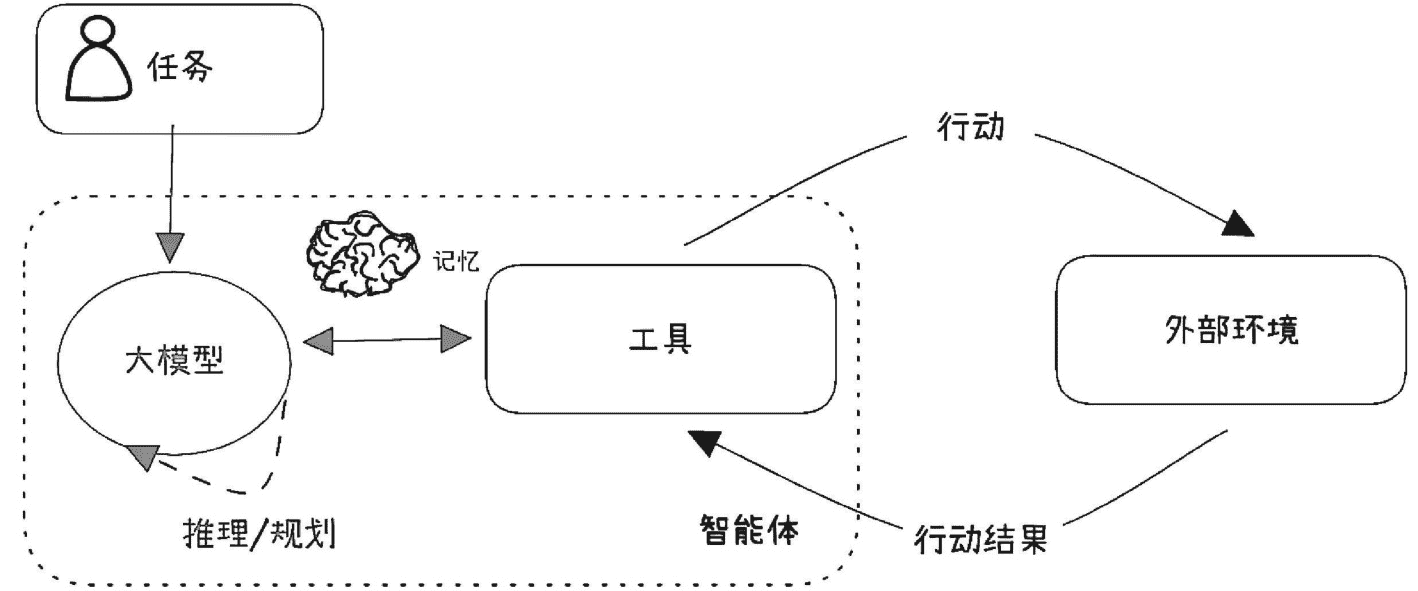 任务
行动
记忆
大模型
工具
外部环境
推理/规划
智能体
行动结果